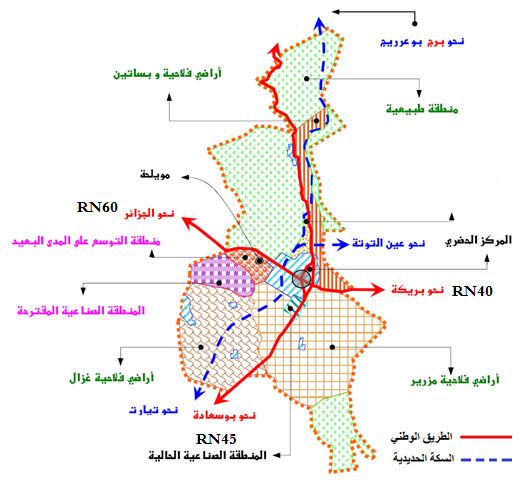 نحو برج بوعرريج
أراضي فلاحية و بساتين
منطقة طبيعية
مويلحة
RN60
نحو الجزائر
المركز الحضري
منطقة التوسع على المدى البعيد
نحو عين التوتة
نحو بريكة
RN40
المنطقة الصناعية المقترحة
أراضي فلاحية غزال
أراضي فلاحية مزرير
نحو تيارت
نحو بوسعادة
RN45
المنطقة الصناعية الحالية
الطريق الوطني
السكة الحديدية